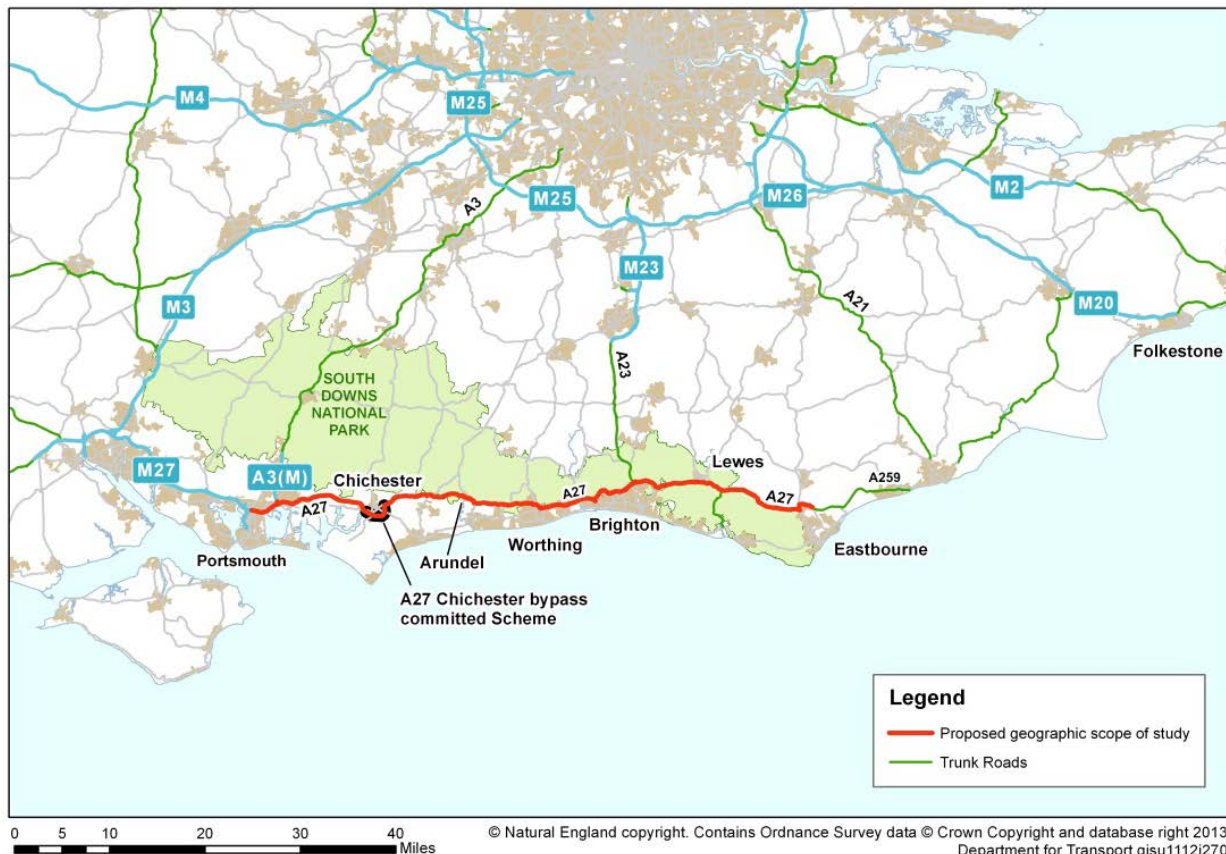 M4
M25
M25
M26
M2
A3
M23
M3
A21
M20
A23
Folkestone
SOUTH
DOWNS
NATIONAL
PARK
M27
A3(M)
Chichester
Lewes
A259
A27
A27
A27
Brighton
Worthing
Arundel
Eastbourne
Portsmouth
A27 Chichester bypass
committed Scheme
Legend
Proposed geographic scope of study
Trunk Roads
0 5 10 20 30 40
Miles
© Natural England copyright. Contains Ordnance Survey data © Crown Copyright and database right 2013
Department for Transport gisu1112j270